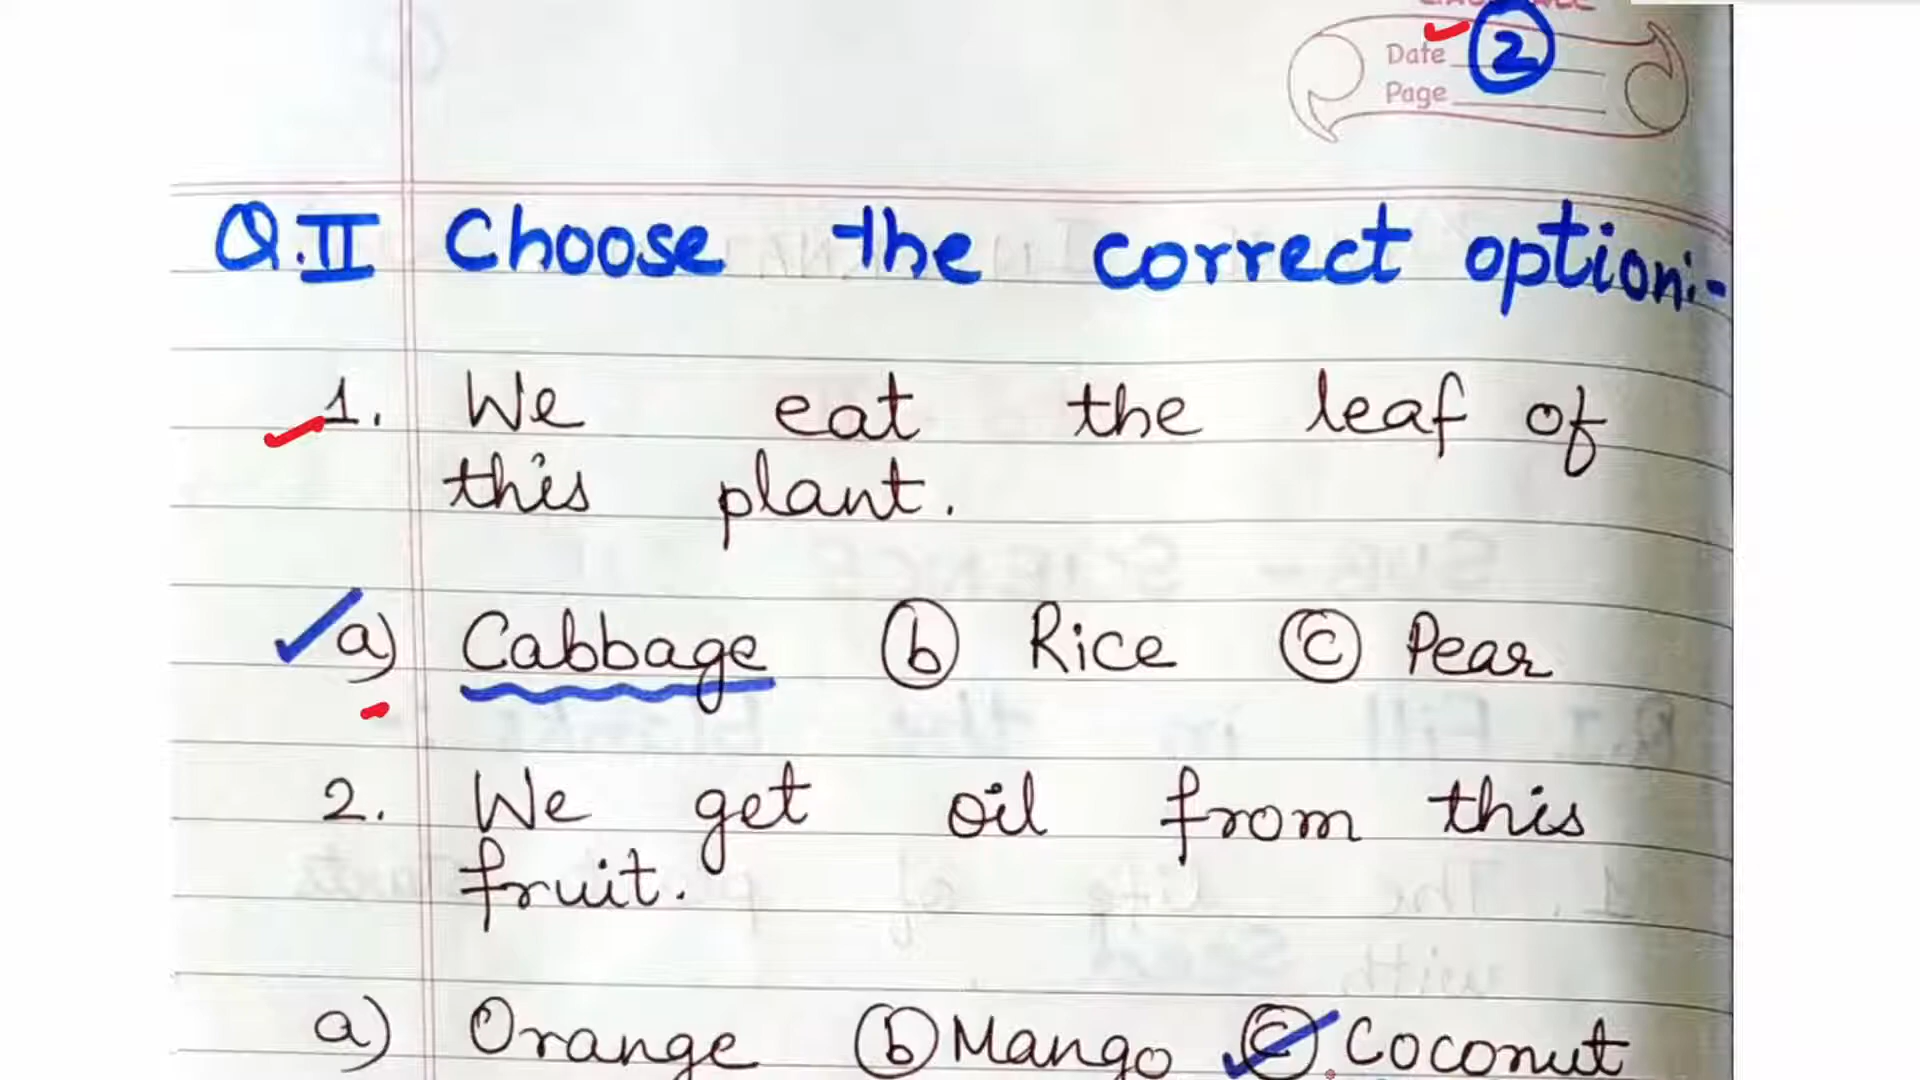 Date 2
Page
Q.II Choose the correct option:-
1. We eat the leaf of
this plant.
a) Cabbage b Rice c Pear
2. We get oil from this
fruit.
a) Orange b Mango c Coconut